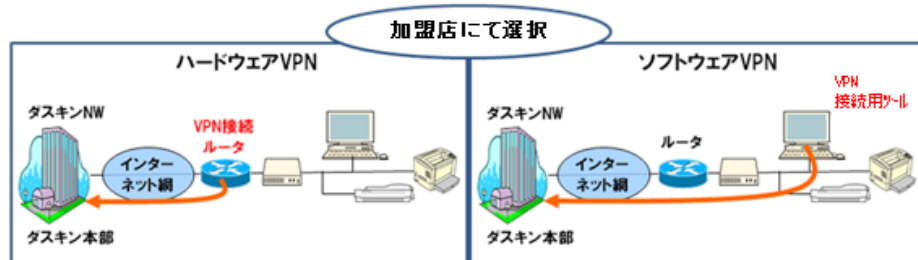 加盟店にて選択
ハードウェアVPN
ダスキンNW
VPN接続
ルータ
インター
ネット網
ダスキン本部
ソフトウェアVPN
VPN
接続用ツール
ダスキンNW
ルータ
インター
ネット網
ダスキン本部